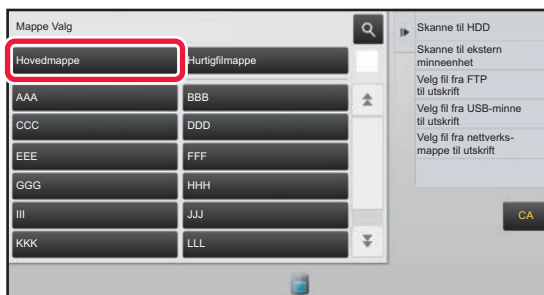 Mappe Valg
Hovedmappe
Hurtigfilmappe
AAA
BBB
CCC
DDD
EEE
FFF
GGG
HHH
III
JJJ
KKK
LLL
Skanne til HDD
Skanne til ekstern
minneenhet
Velg fil fra FTP
til utskrift
Velg fil fra USB-minne
til utskrift
Velg fil fra nettverks-
mappe til utskrift
CA